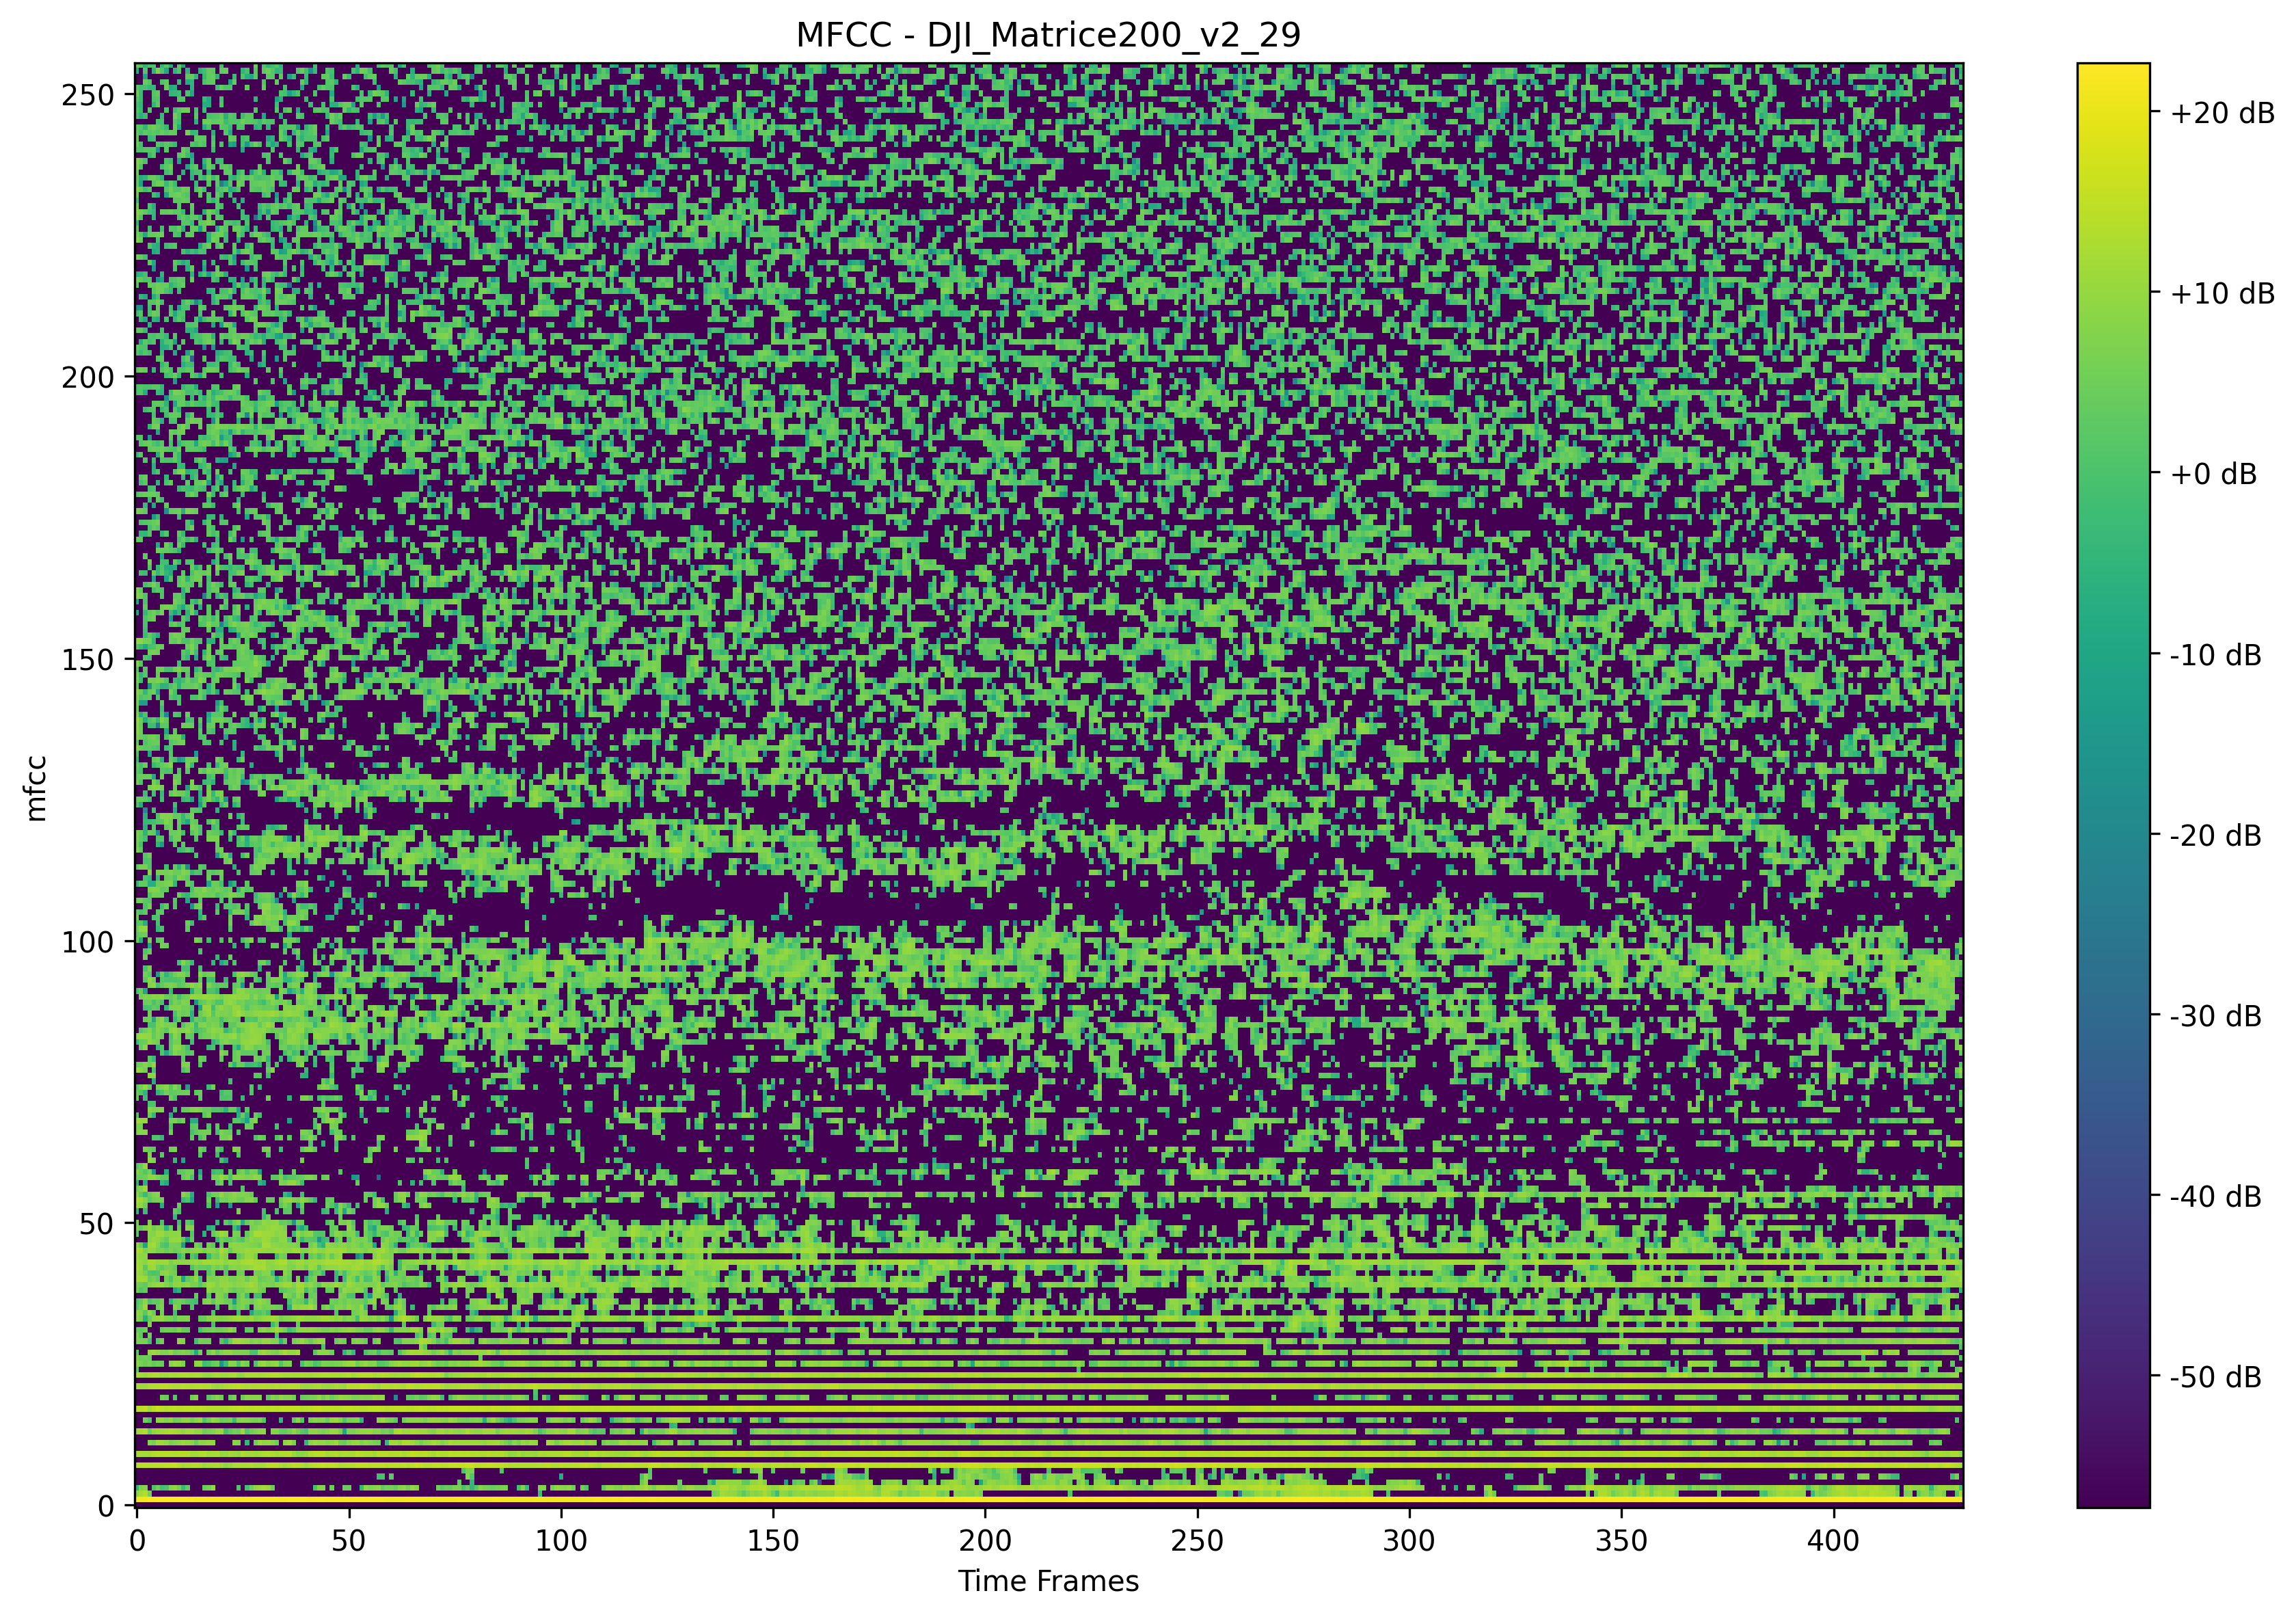 MFCC - DJI_Matrice200_v2_29
250
200
150
100
50
0
mfcc
0 50 100 150 200 250 300 350 400
Time Frames
+20 dB
+10 dB
+0 dB
-10 dB
-20 dB
-30 dB
-40 dB
-50 dB